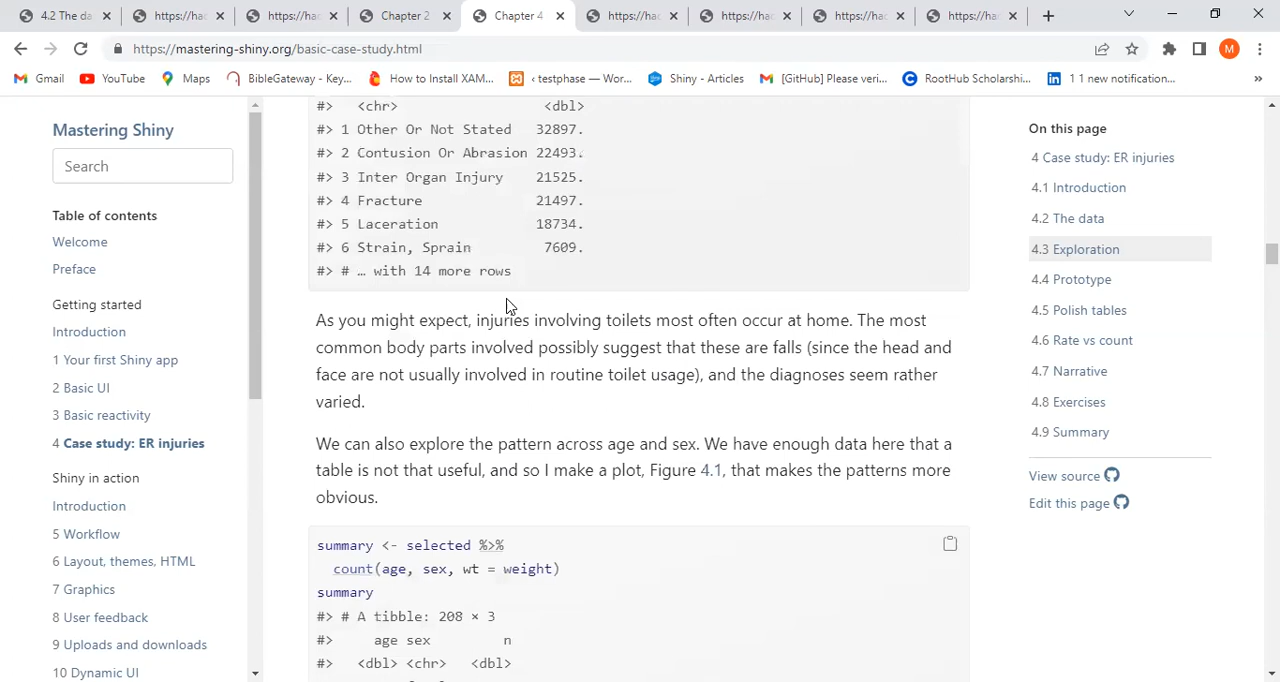 4.2 The da
https://hac
https://hac
Chapter 2
Chapter 4
https://hac
https://hac
https://hac
https://hac
https://mastering-shiny.org/basic-case-study.html
M
Gmail
YouTube
Maps
BibleGateway - Key...
How to Install XAM...
‹ testphase — Wor...
Shiny - Articles
[GitHub] Please veri...
RootHub Scholarshi...
1 1 new notification...
»
Mastering Shiny
Search
Table of contents
Welcome
Preface
Getting started
Introduction
1 Your first Shiny app
2 Basic UI
3 Basic reactivity
4 Case study: ER injuries
Shiny in action
Introduction
5 Workflow
6 Layout, themes, HTML
7 Graphics
8 User feedback
9 Uploads and downloads
10 Dynamic UI
#> <chr> <dbl>
#> 1 Other Or Not Stated 32897.
#> 2 Contusion Or Abrasion 22493.
#> 3 Inter Organ Injury 21525.
#> 4 Fracture 21497.
#> 5 Laceration 18734.
#> 6 Strain, Sprain 7609.
#> # … with 14 more rows
As you might expect, injuries involving toilets most often occur at home. The most
common body parts involved possibly suggest that these are falls (since the head and
face are not usually involved in routine toilet usage), and the diagnoses seem rather
varied.
We can also explore the pattern across age and sex. We have enough data here that a
table is not that useful, and so I make a plot, Figure 4.1, that makes the patterns more
obvious.
summary <- selected %>%
count(age, sex, wt = weight)
summary
#> # A tibble: 208 × 3
#> age sex n
#> <dbl> <chr> <dbl>
On this page
4 Case study: ER injuries
4.1 Introduction
4.2 The data
4.3 Exploration
4.4 Prototype
4.5 Polish tables
4.6 Rate vs count
4.7 Narrative
4.8 Exercises
4.9 Summary
View source
Edit this page